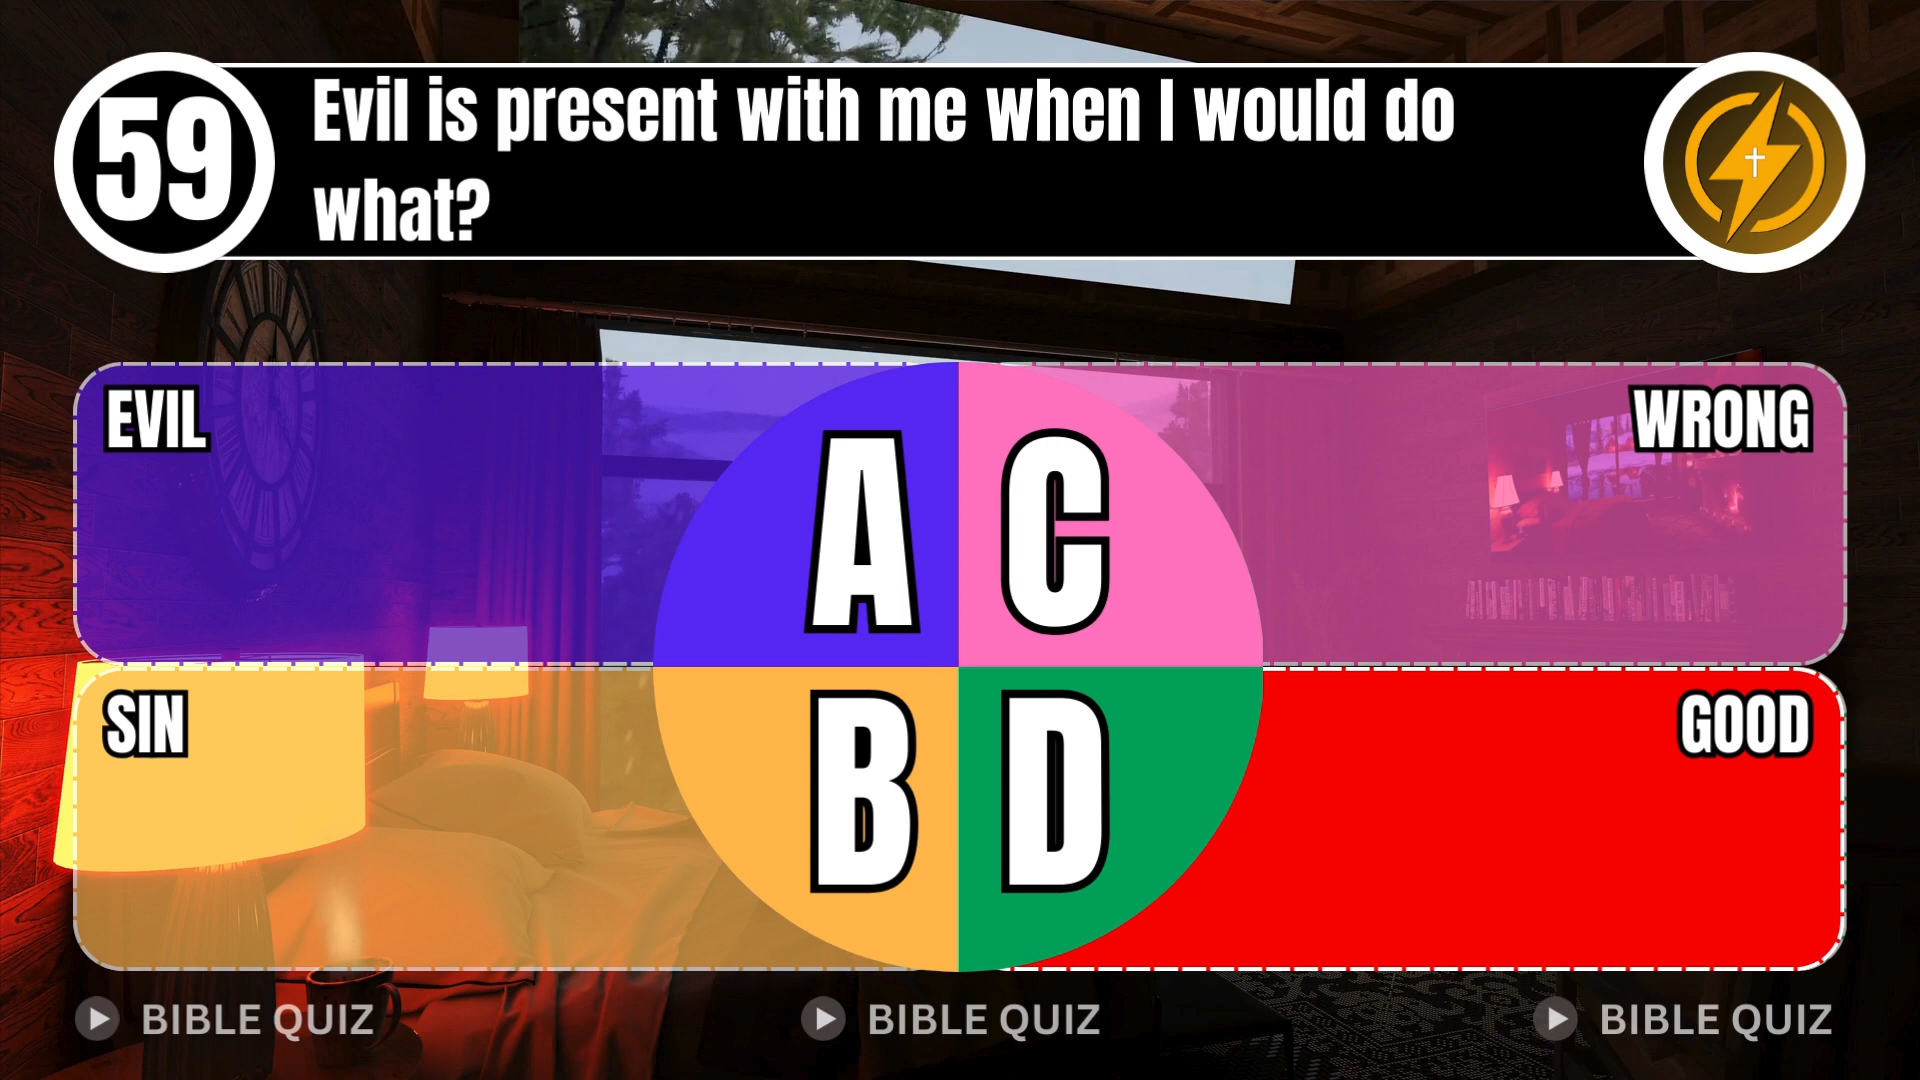 59
Evil is present with me when I would do
what?
EVIL
A
C
WRONG
SIN
B
D
GOOD
BIBLE QUIZ
BIBLE QUIZ
BIBLE QUIZ